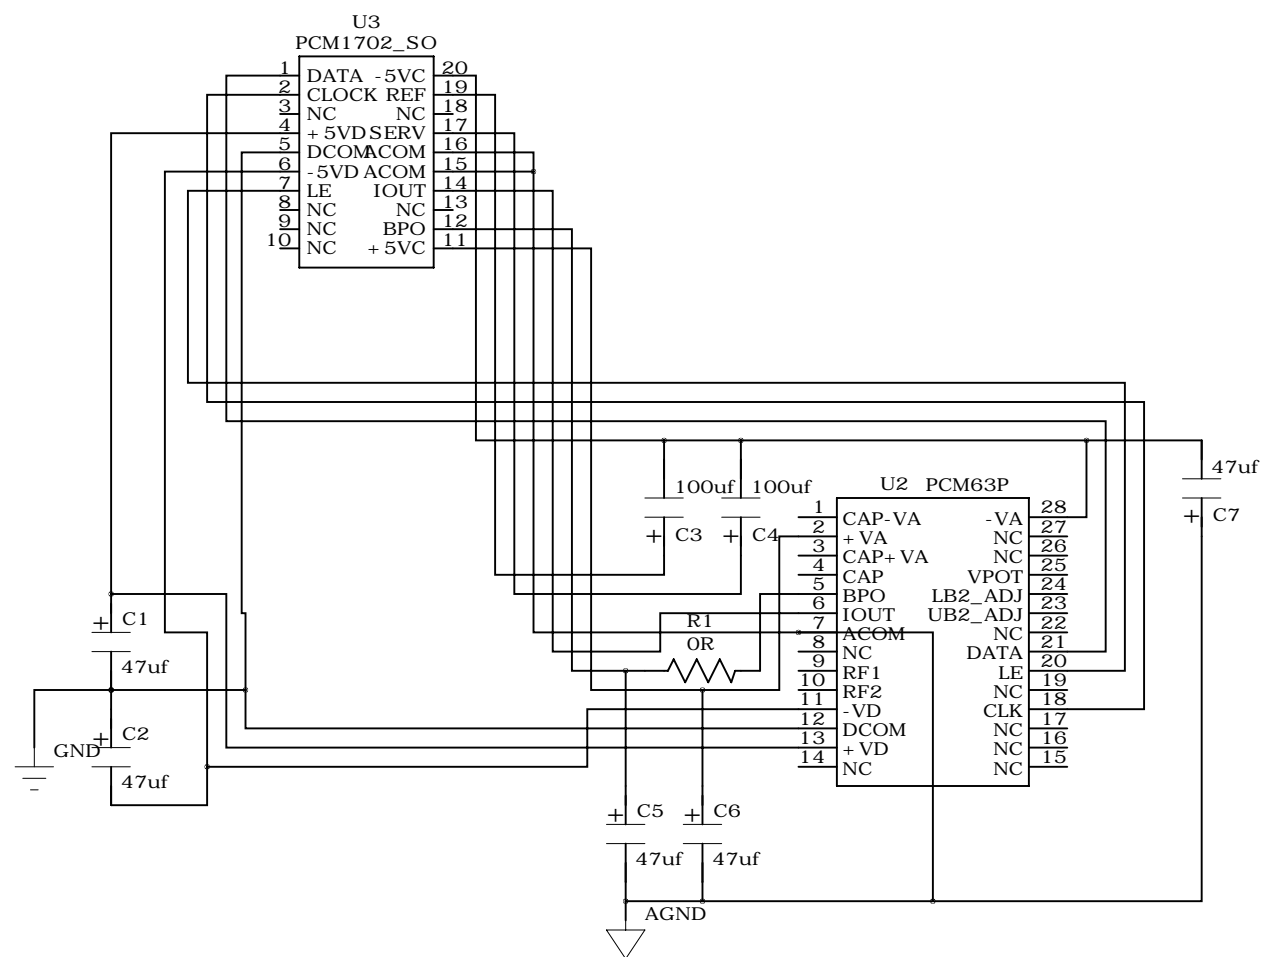 U3
PCM1702_SO
1 DATA -5VC 20
2 CLOCK REF 19
3 NC NC 18
4 +5VD SERV 17
5 DCOM ACOM 16
6 -5VD ACOM 15
7 LE IOUT 14
8 NC NC 13
9 NC BPO 12
10 NC +5VC 11
100uf
+ C3
100uf
+ C4
47uf
+ C7
U2 PCM63P
1 CAP-VA -VA 28
2 +VA NC 27
3 CAP+VA NC 26
4 CAP VPOT 25
5 BPO LB2_ADJ 24
6 IOUT UB2_ADJ 23
7 ACOM NC 22
8 NC DATA 21
9 RF1 LE 20
10 RF2 NC 19
11 -VD CLK 18
12 DCOM NC 17
13 +VD NC 16
14 NC NC 15
R1
0R
+ C1
47uf
GND
+ C2
47uf
+ C5
47uf
+ C6
47uf
AGND